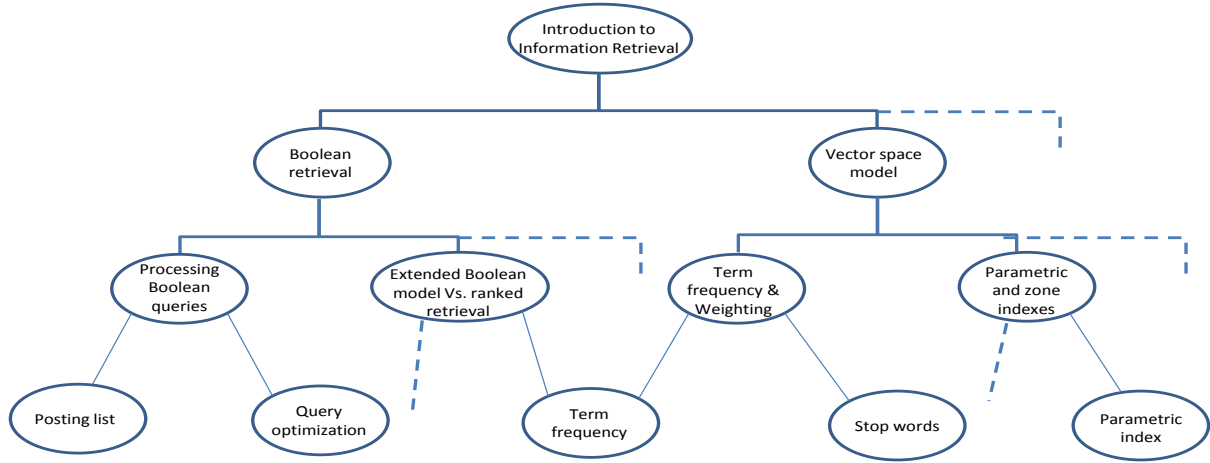 Introduction to
Information Retrieval
Boolean
retrieval
Vector space
model
Processing
Boolean
queries
Extended Boolean
model Vs. ranked
retrieval
Term
frequency &
Weighting
Parametric
and zone
indexes
Posting list
Query
optimization
Term
frequency
Stop words
Parametric
index